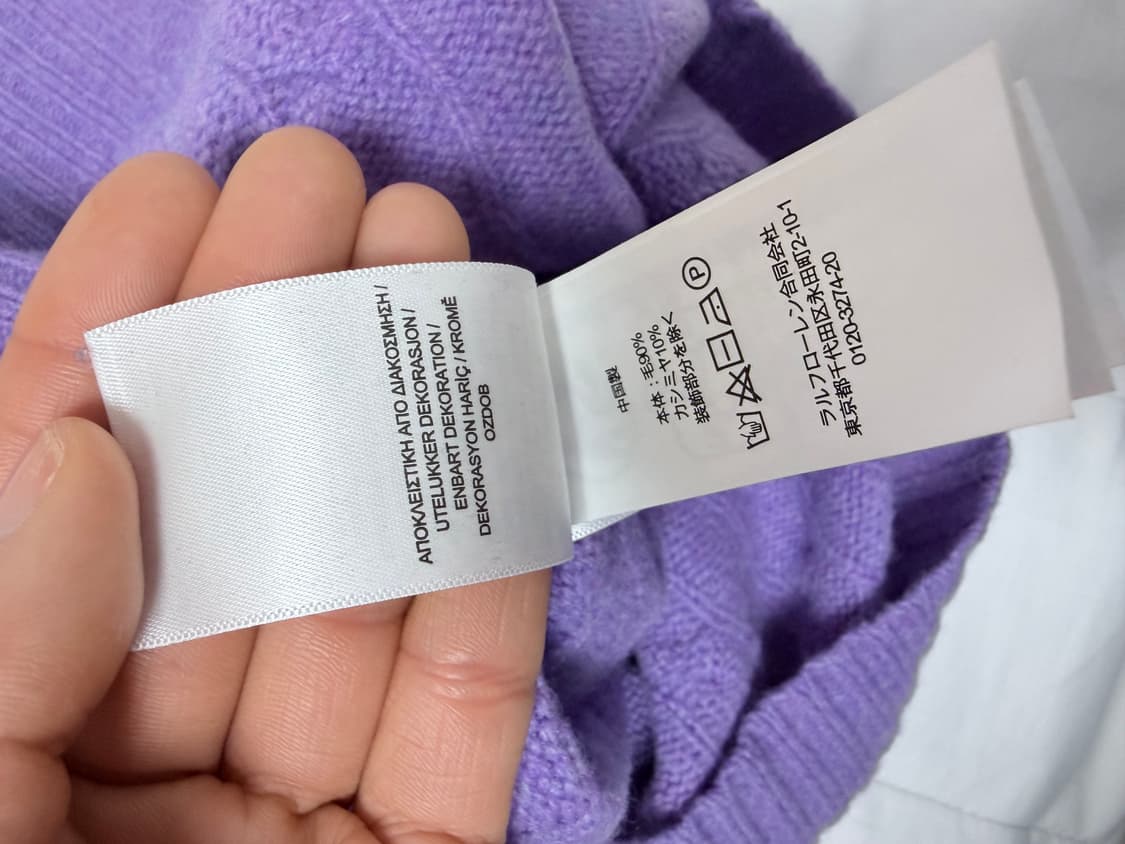 ΑΠΟΚΛΕΙΣΤΙΚΗ ΑΠΟ ΔΙΑΚΟΣΜΗΣΗ /
UTELUKKER DEKORASJON /
ENBART DEKORATION /
DEKORASYON HARİÇ / KROMĚ
OZDOB
中国製
本体：毛90%
カシミヤ10%
装飾部分を除く
P
ラルフローレン合同会社
東京都千代田区永田町2-10-1
0120-3274-20